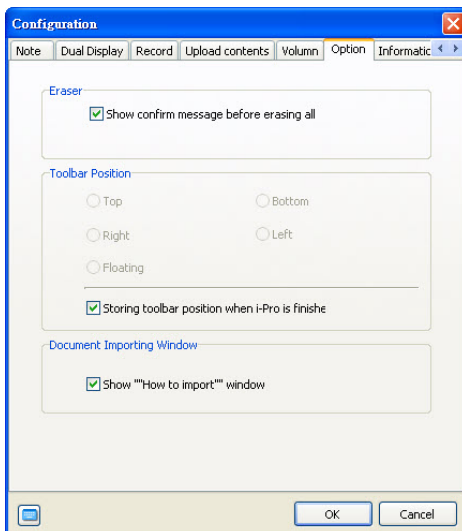 Configuration
Note Dual Display Record Upload contents Volumn Option Informatic
Eraser
Show confirm message before erasing all
Toolbar Position
Top Bottom
Right Left
Floating
Storing toolbar position when i-Pro is finishe
Document Importing Window
Show ""How to import"" window
OK Cancel